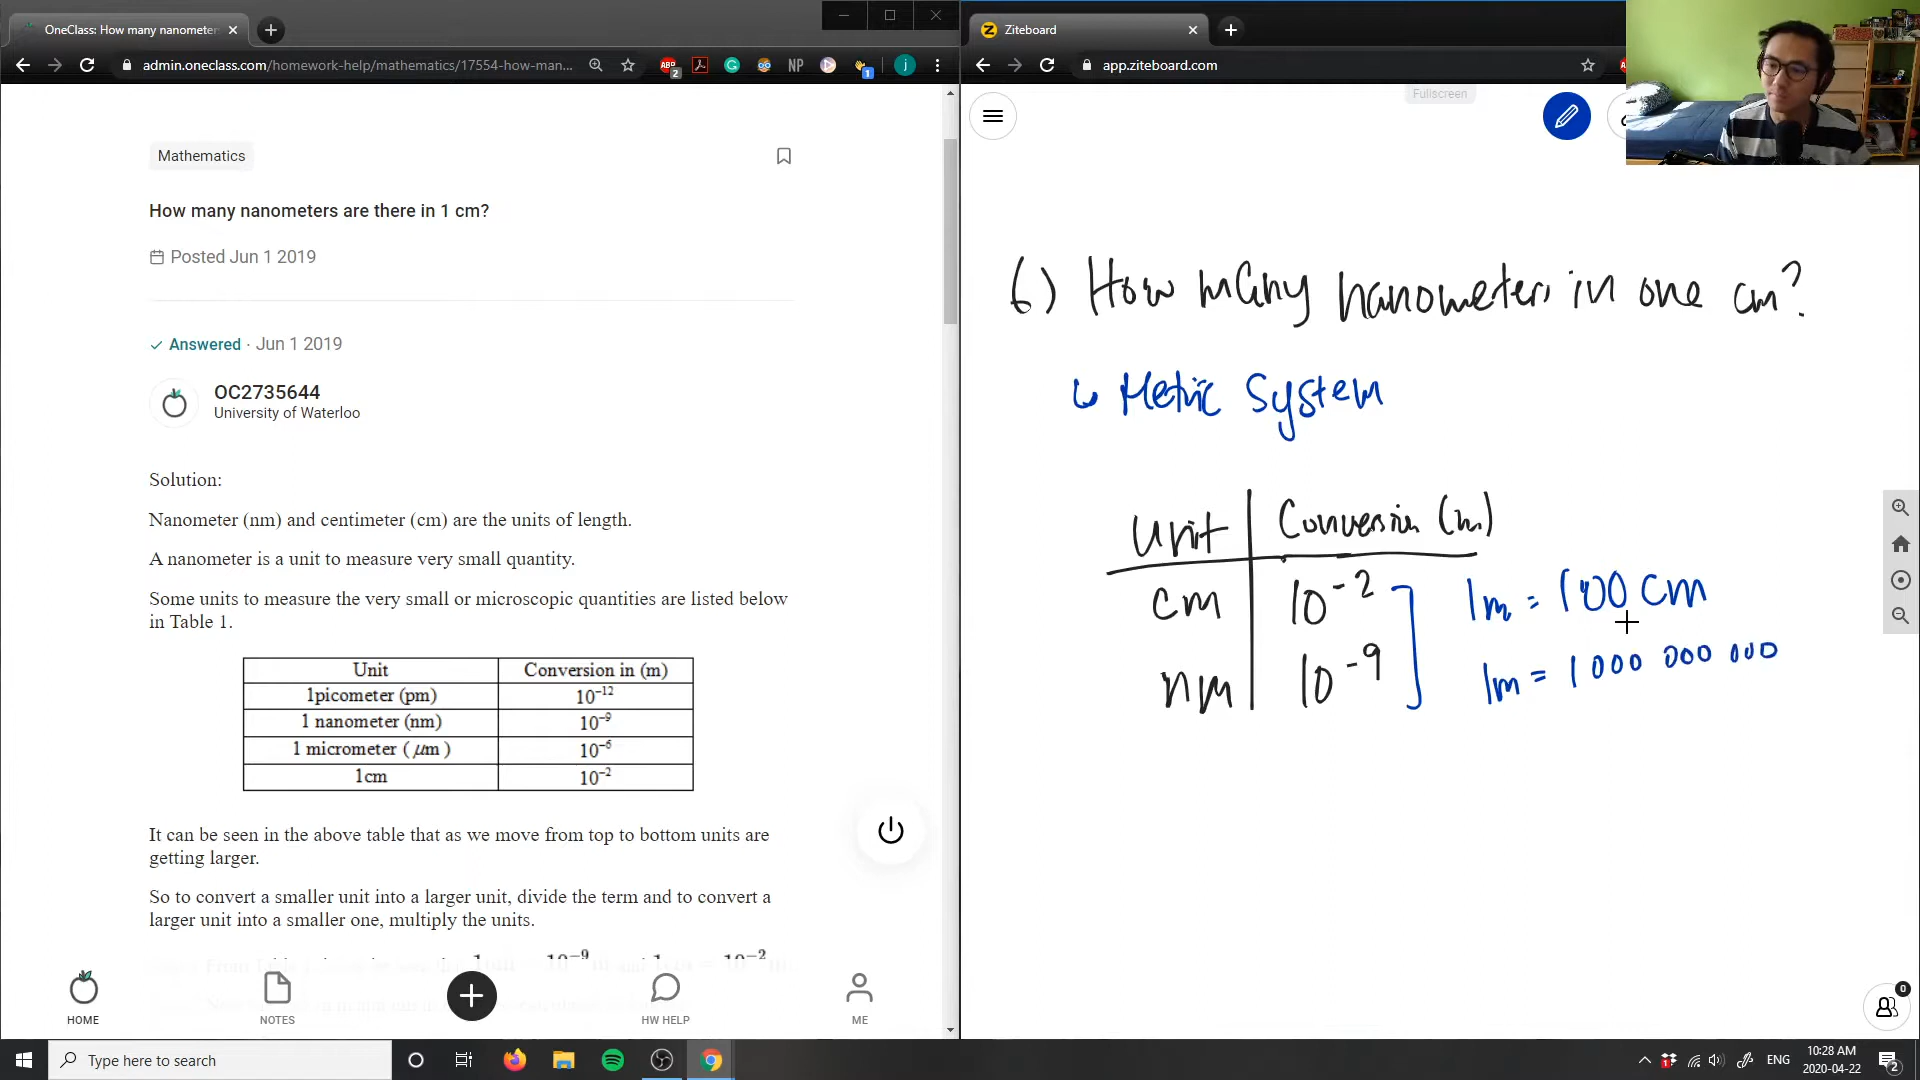 OneClass: How many nanometer
Ziteboard
admin.oneclass.com/homework-help/mathematics/17554-how-man...
app.ziteboard.com
Fullscreen
Mathematics
How many nanometers are there in 1 cm?
Posted Jun 1 2019
Answered · Jun 1 2019
OC2735644
University of Waterloo
Solution:
Nanometer (nm) and centimeter (cm) are the units of length.
A nanometer is a unit to measure very small quantity.
Some units to measure the very small or microscopic quantities are listed below
in Table 1.
Unit Conversion in (m)
1picometer (pm) 10⁻¹²
1 nanometer (nm) 10⁻⁹
1 micrometer (μm) 10⁻⁶
1cm 10⁻²
It can be seen in the above table that as we move from top to bottom units are
getting larger.
So to convert a smaller unit into a larger unit, divide the term and to convert a
larger unit into a smaller one, multiply the units.
HOME
NOTES
HW HELP
ME
6) How many nanometers in one cm?
Metric System
Unit Conversion (m)
cm 10⁻² 1m = 100 cm
nm 10⁻⁹ 1m = 1 000 000 000
0
Type here to search
ENG
10:28 AM
2020-04-22
2